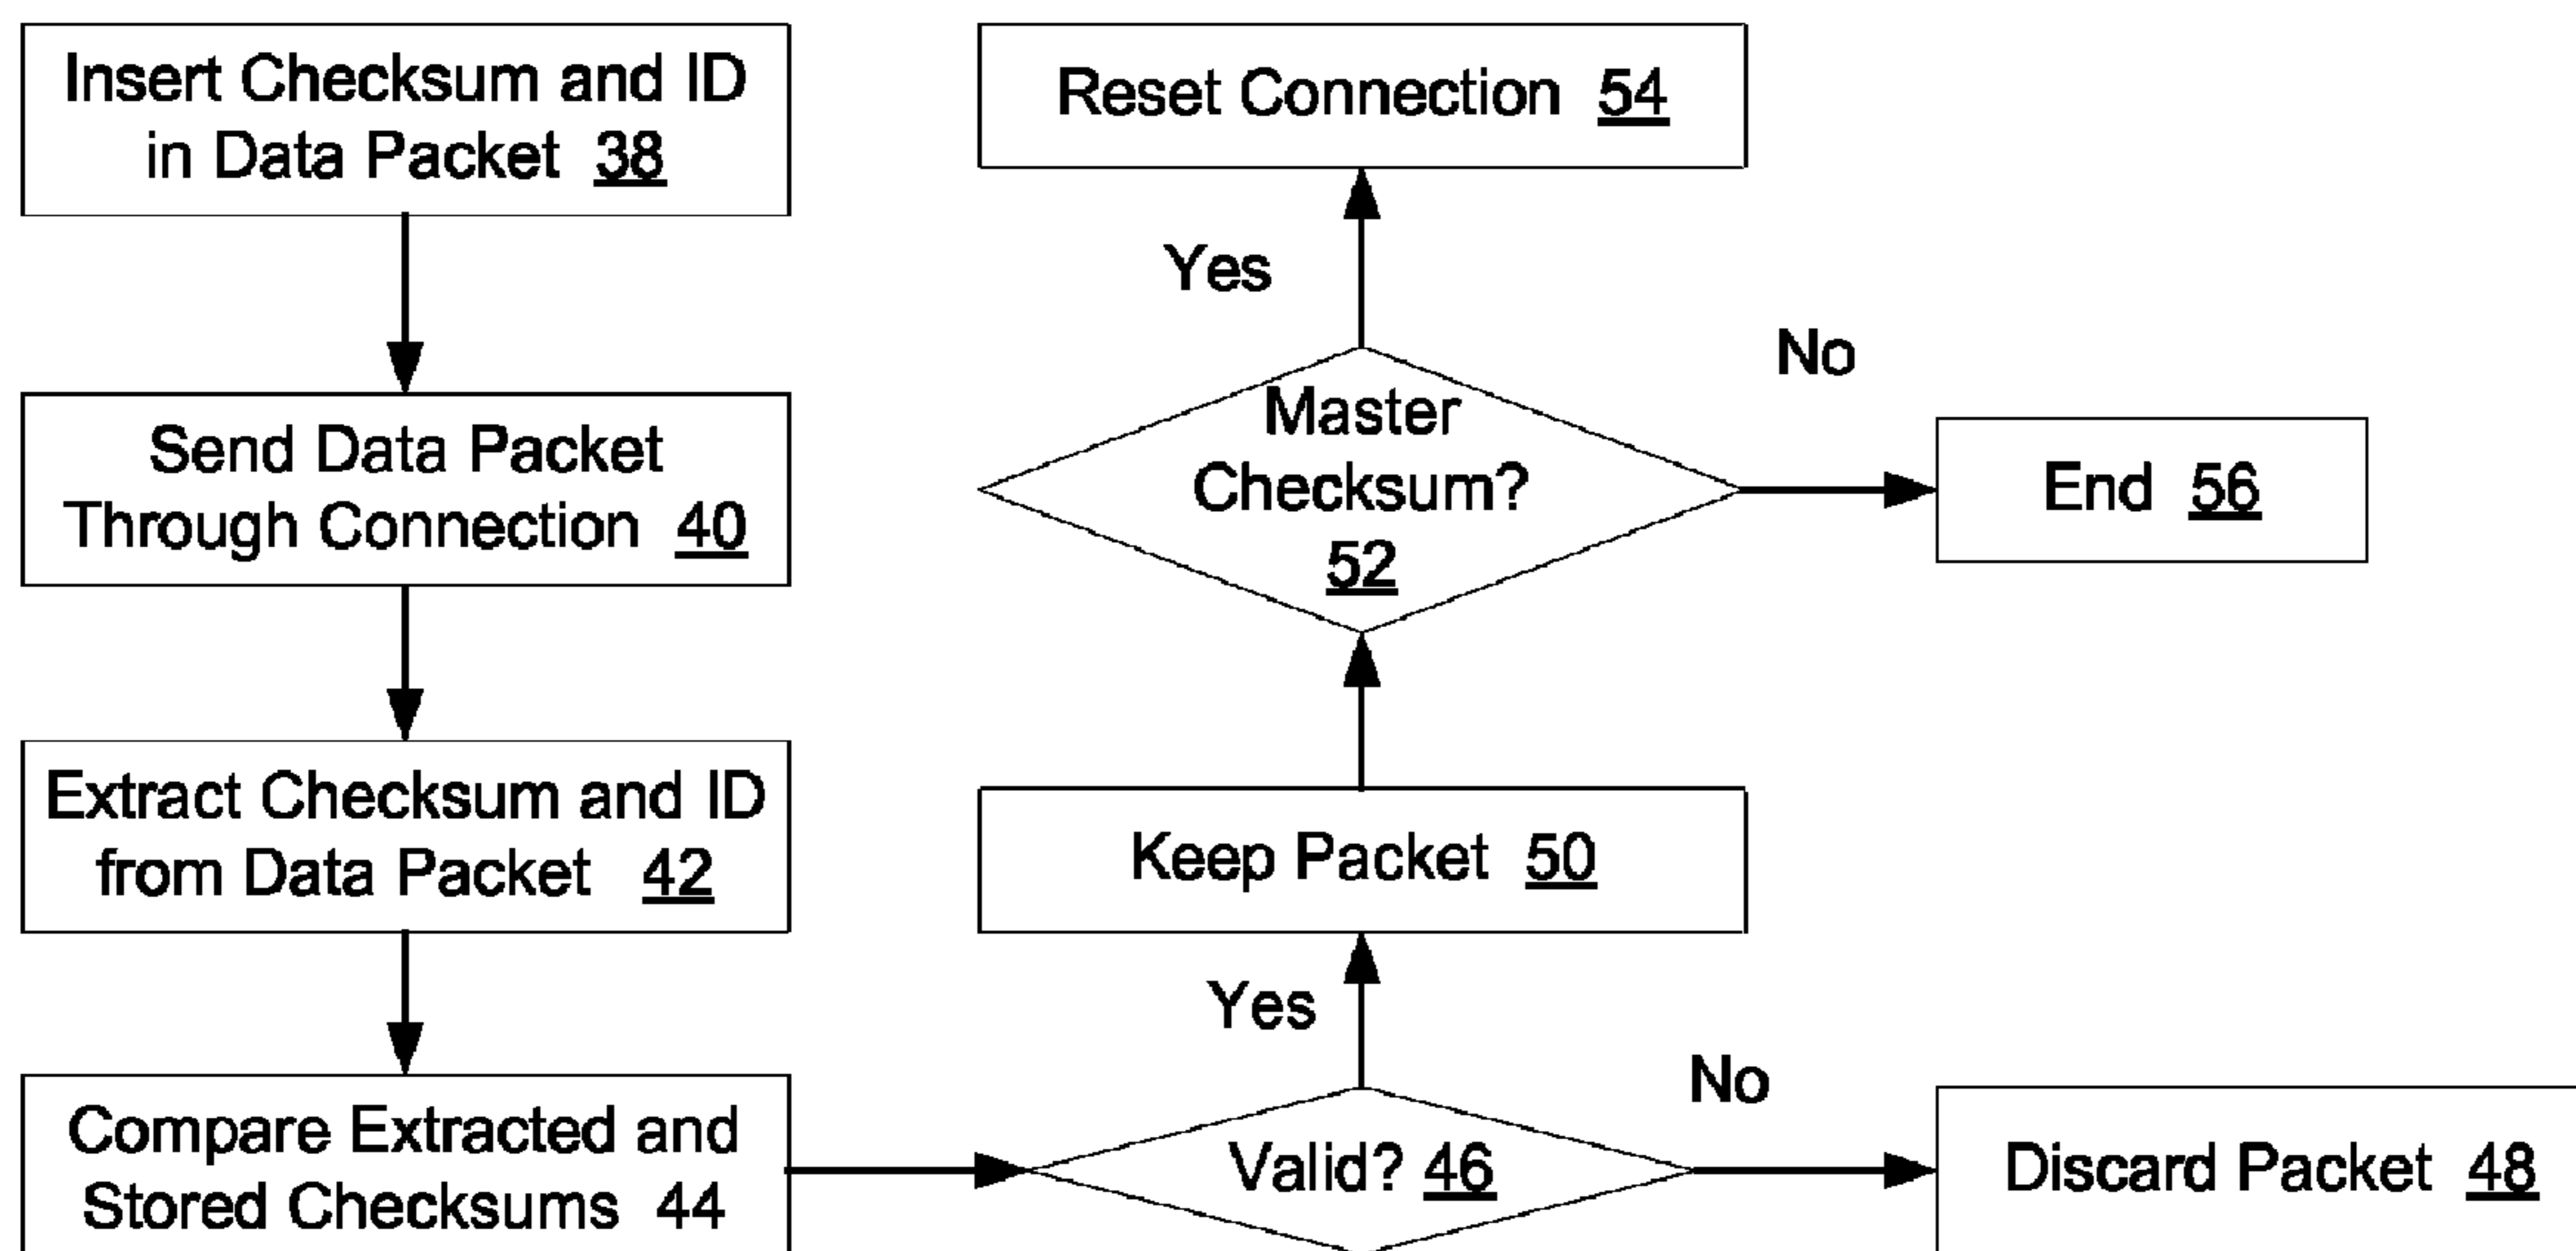 Insert Checksum and ID
in Data Packet 38
Send Data Packet
Through Connection 40
Extract Checksum and ID
from Data Packet 42
Compare Extracted and
Stored Checksums 44
Valid? 46
No
Discard Packet 48
Yes
Keep Packet 50
Master
Checksum?
52
No
End 56
Yes
Reset Connection 54